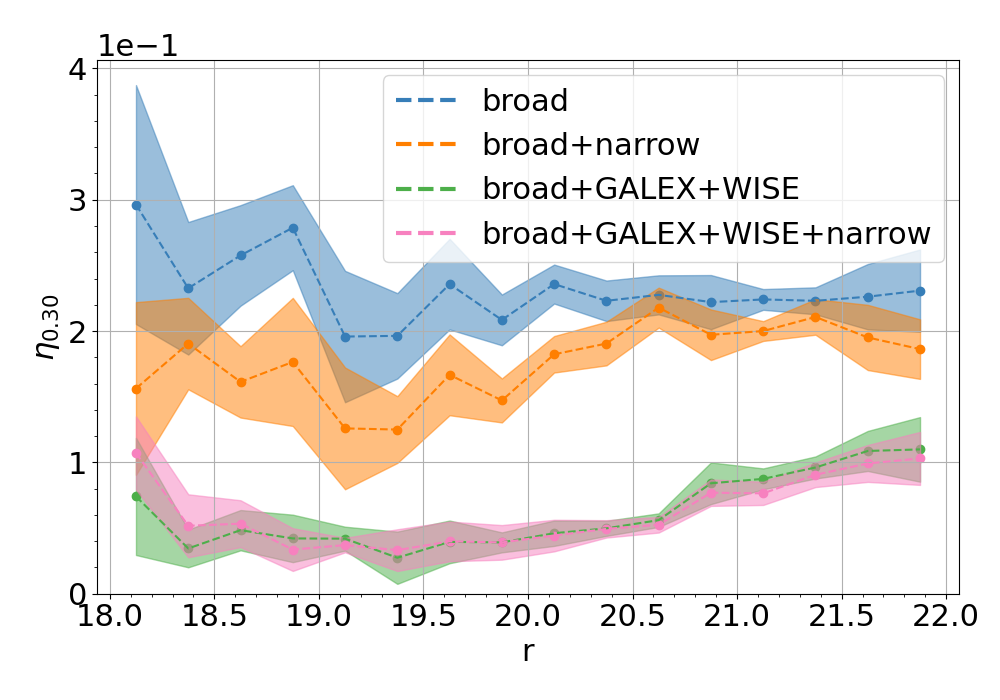 1e−1
4
3
2
1
0
η0.30
broad
broad+narrow
broad+GALEX+WISE
broad+GALEX+WISE+narrow
18.0 18.5 19.0 19.5 20.0 20.5 21.0 21.5 22.0
r